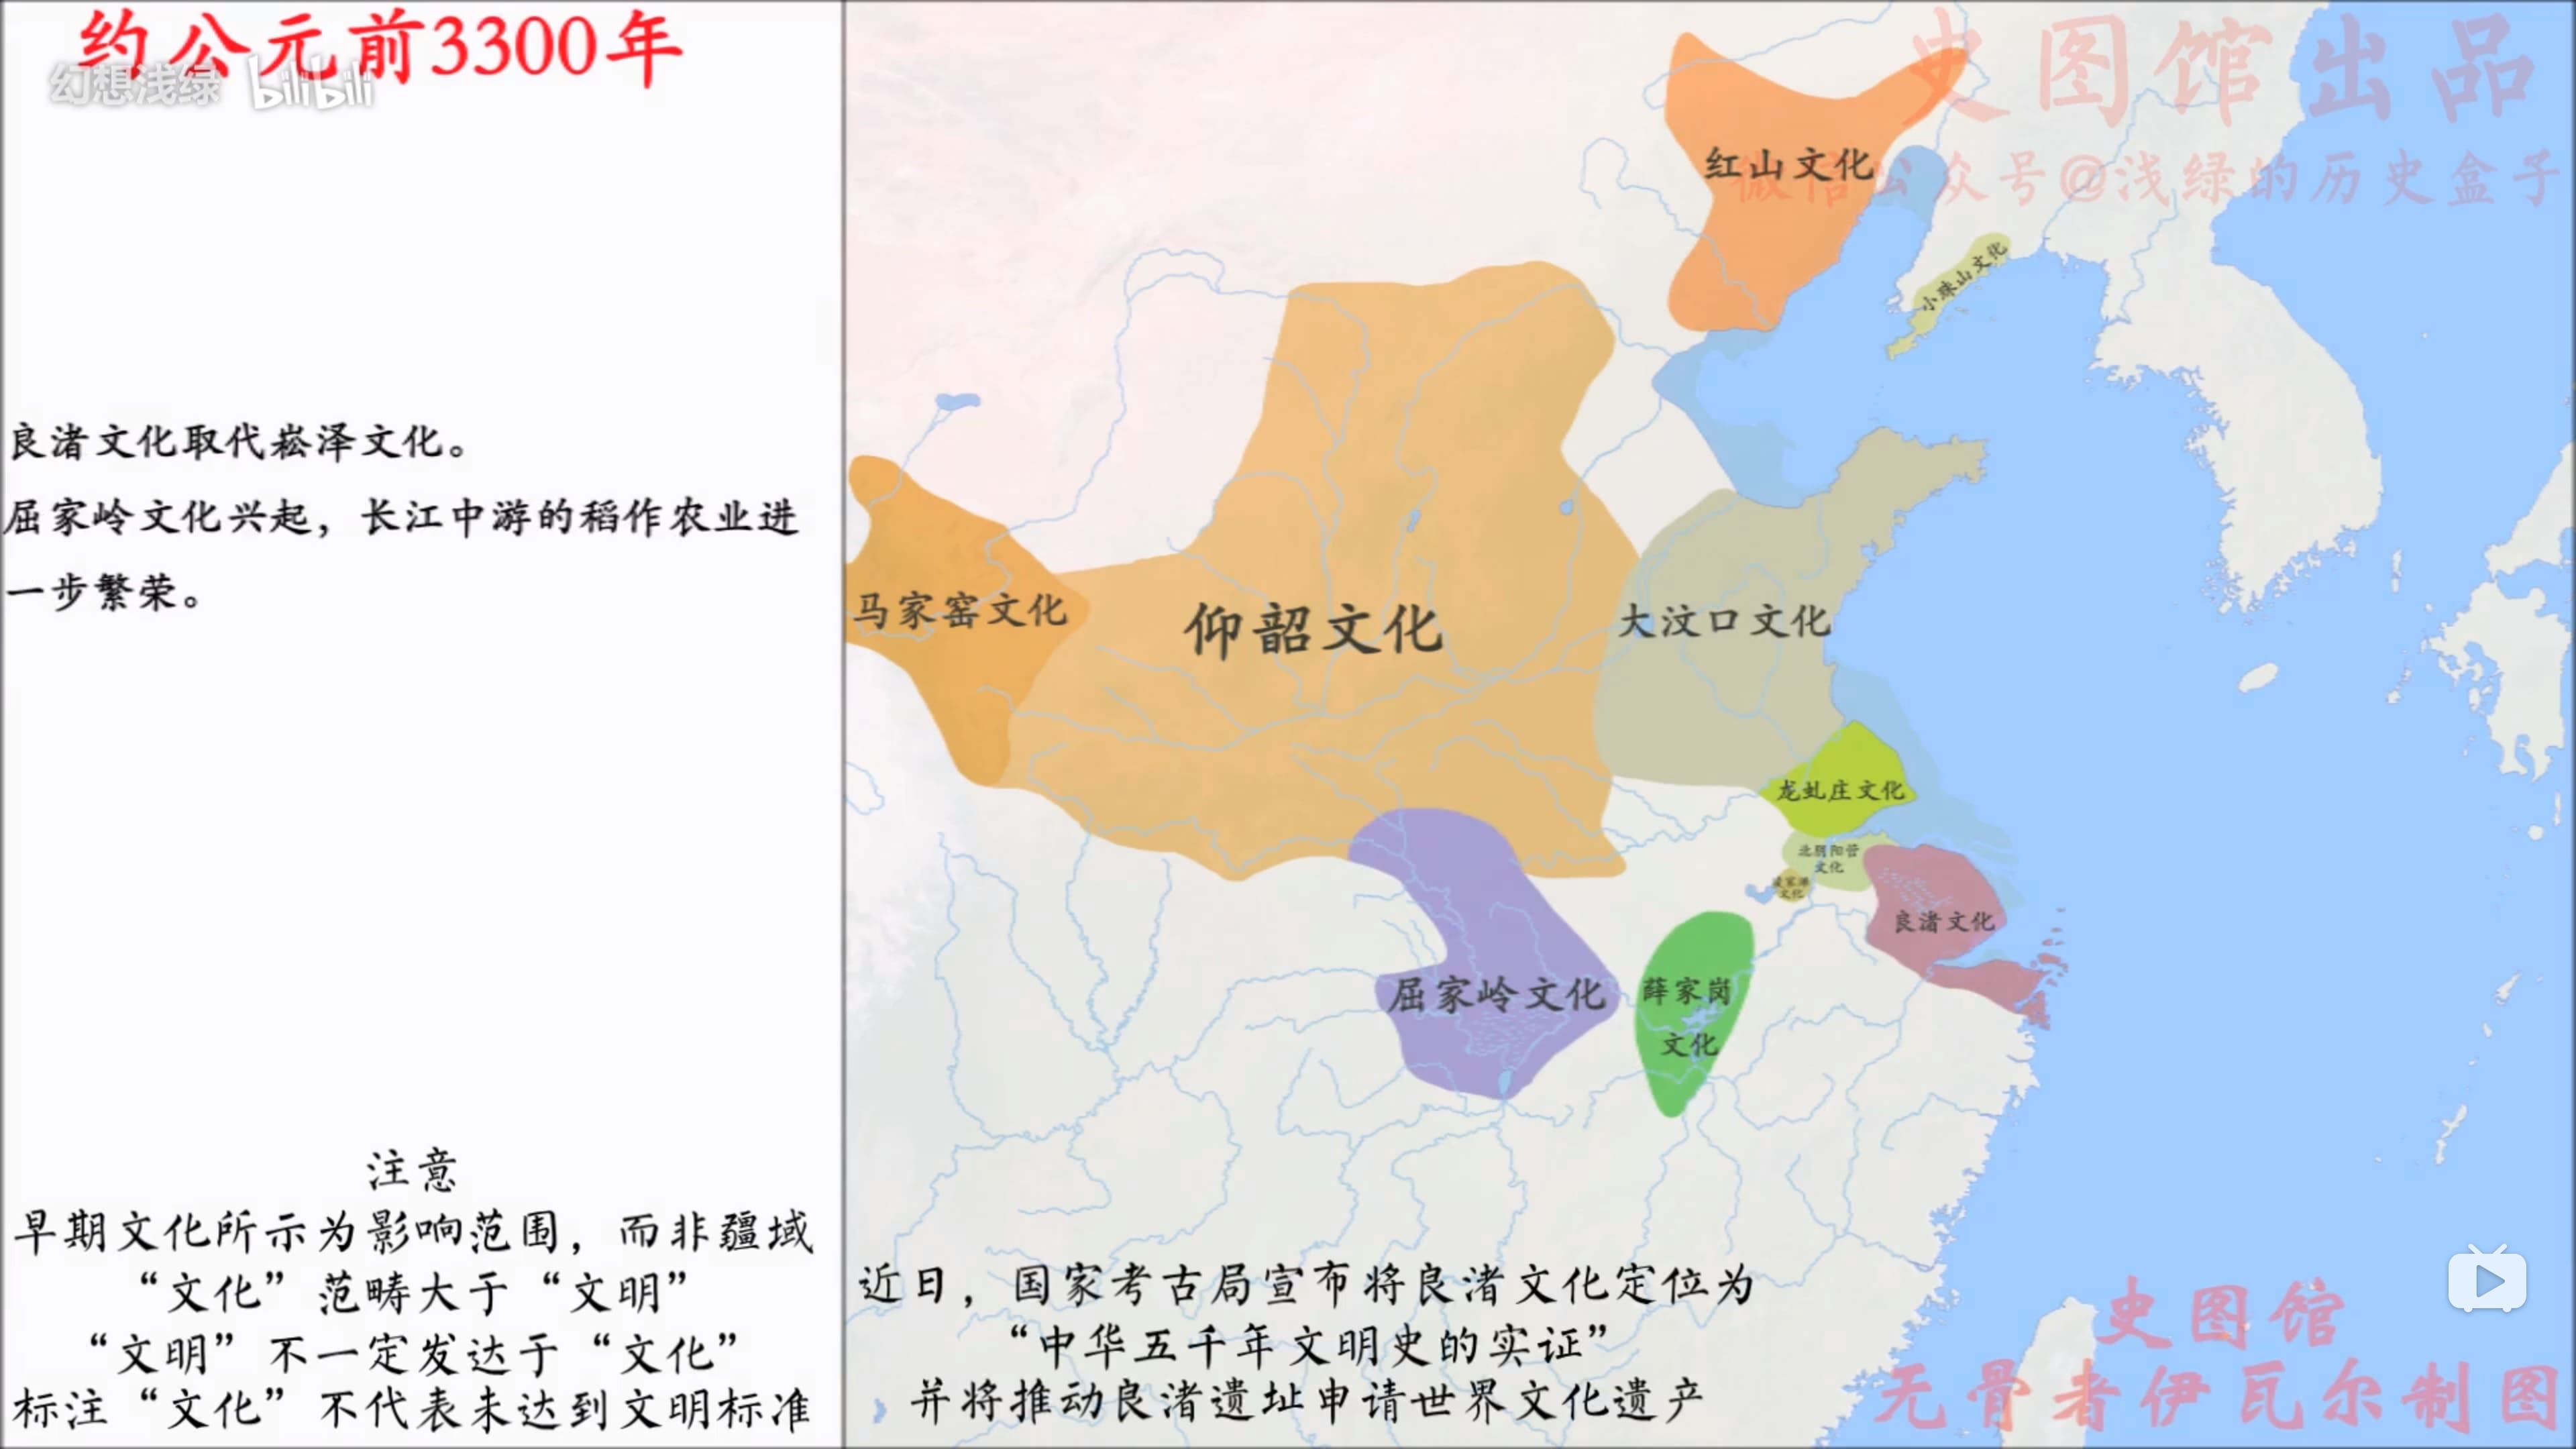 约公元前3300年
幻想浅绿 bilibili
良渚文化取代崧泽文化。
屈家岭文化兴起，长江中游的稻作农业进
一步繁荣。
注意
早期文化所示为影响范围，而非疆域
“文化”范畴大于“文明”
“文明”不一定发达于“文化”
标注“文化”不代表未达到文明标准
史图馆出品
微信公众号@浅绿的历史盒子
红山文化
小珠山文化
马家窑文化
仰韶文化
大汶口文化
龙虬庄文化
北阴阳营
文化
凌家滩
文化
良渚文化
屈家岭文化
薛家岗
文化
近日，国家考古局宣布将良渚文化定位为
“中华五千年文明史的实证”
并将推动良渚遗址申请世界文化遗产
史图馆
无骨者伊瓦尔制图